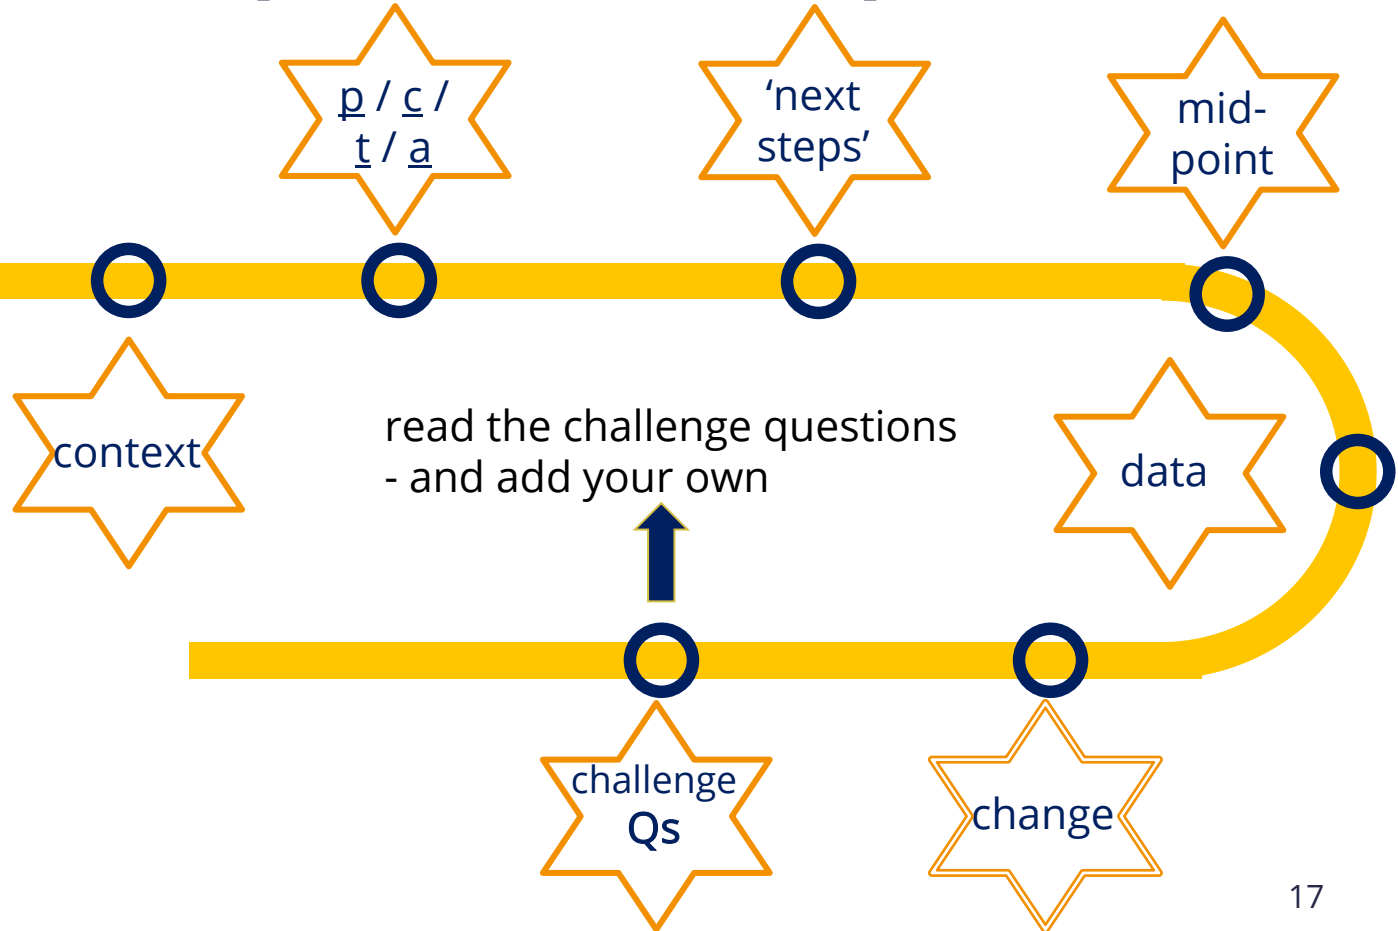 p / c /
t / a
'next
steps'
mid-
point
context
read the challenge questions
- and add your own
data
challenge
Qs
change
17